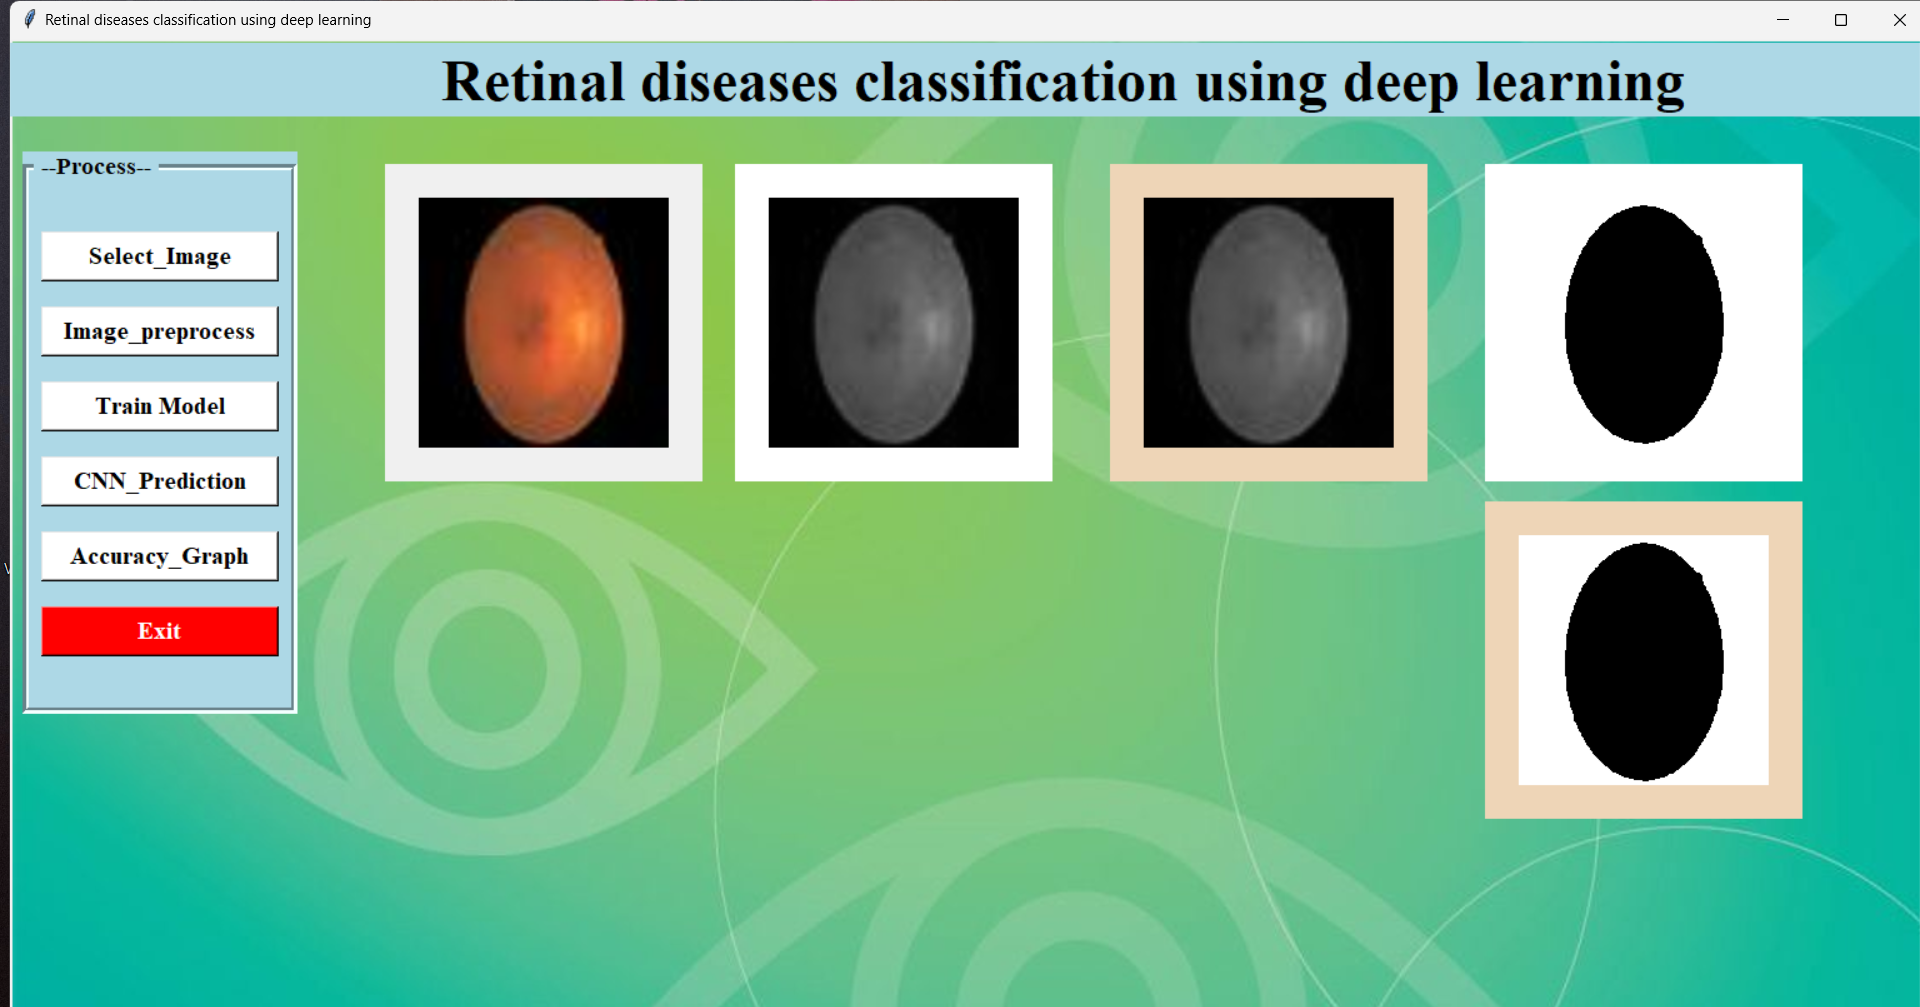 Retinal diseases classification using deep learning
Retinal diseases classification using deep learning
--Process--
Select_Image
Image_preprocess
Train Model
CNN_Prediction
Accuracy_Graph
Exit